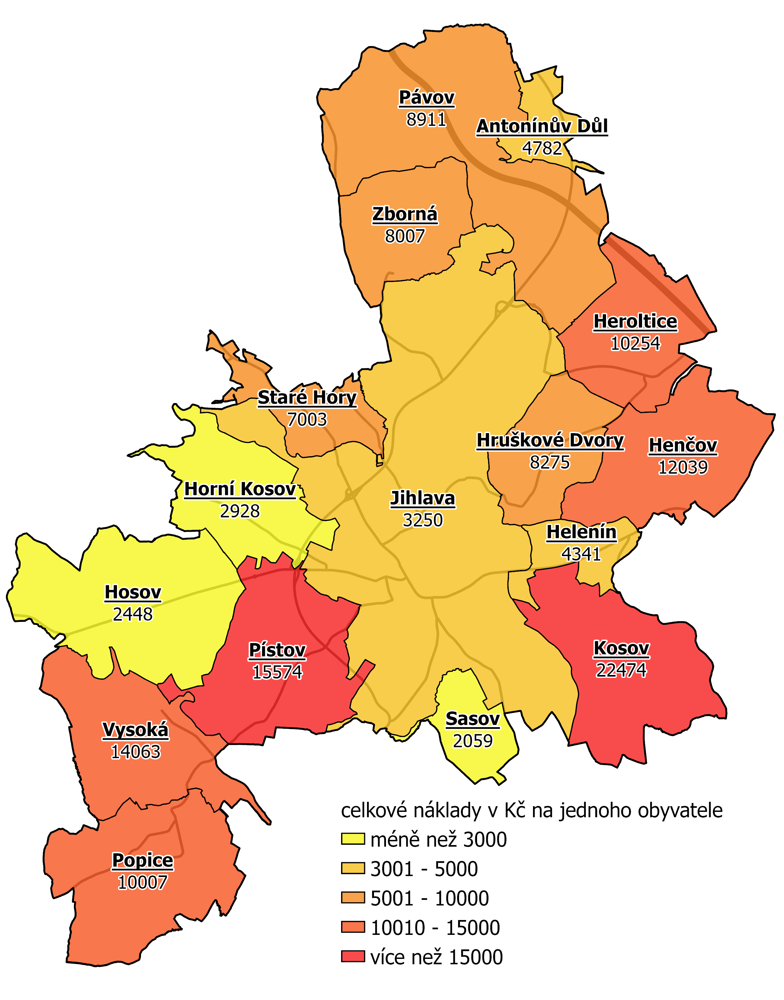 Pávov
8911
Antonínův Důl
4782
Zborná
8007
Heroltice
10254
Staré Hory
7003
Hruškové Dvory
8275
Henčov
12039
Horní Kosov
2928
Jihlava
3250
Helenín
4341
Hosov
2448
Pístov
15574
Kosov
22474
Sasov
2059
Vysoká
14063
Popice
10007
celkové náklady v Kč na jednoho obyvatele
méně než 3000
3001 - 5000
5001 - 10000
10010 - 15000
více než 15000